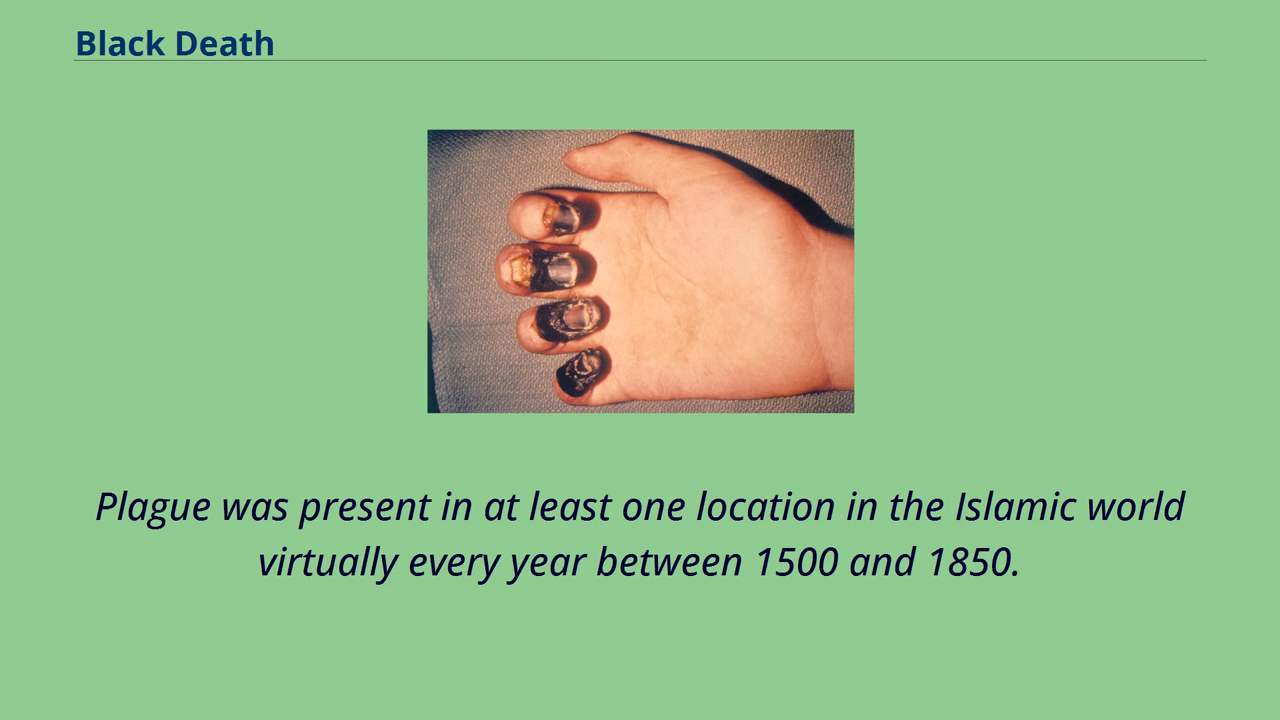 Black Death
Plague was present in at least one location in the Islamic world
virtually every year between 1500 and 1850.